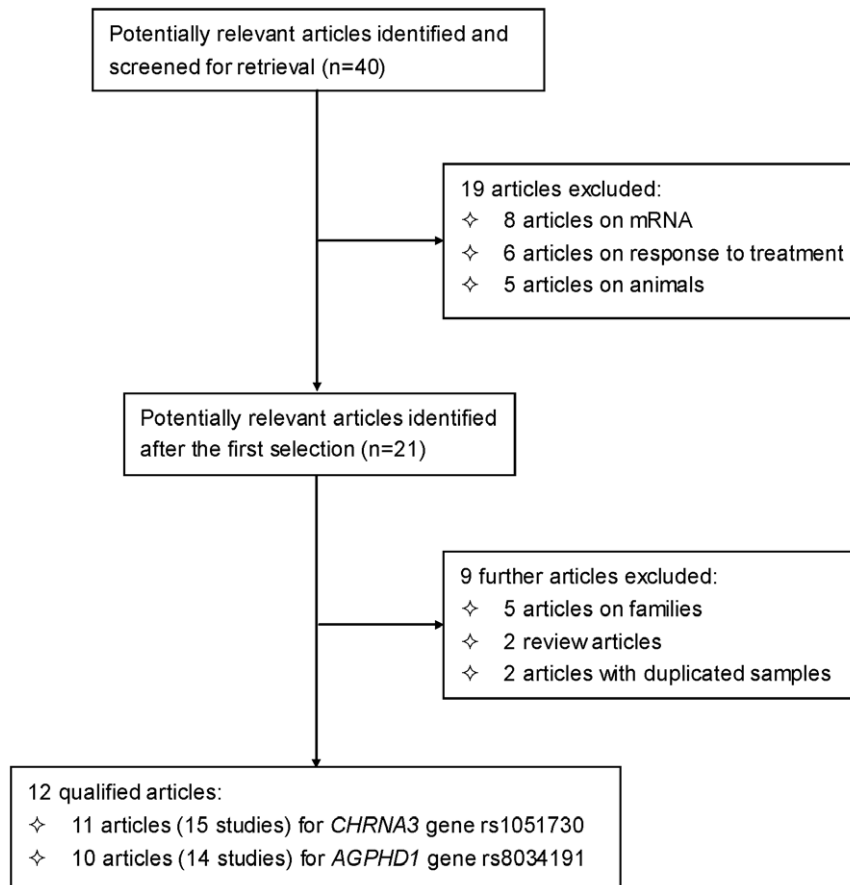 Potentially relevant articles identified and
screened for retrieval (n=40)
19 articles excluded:
✧ 8 articles on mRNA
✧ 6 articles on response to treatment
✧ 5 articles on animals
Potentially relevant articles identified
after the first selection (n=21)
9 further articles excluded:
✧ 5 articles on families
✧ 2 review articles
✧ 2 articles with duplicated samples
12 qualified articles:
✧ 11 articles (15 studies) for CHRNA3 gene rs1051730
✧ 10 articles (14 studies) for AGPHD1 gene rs8034191